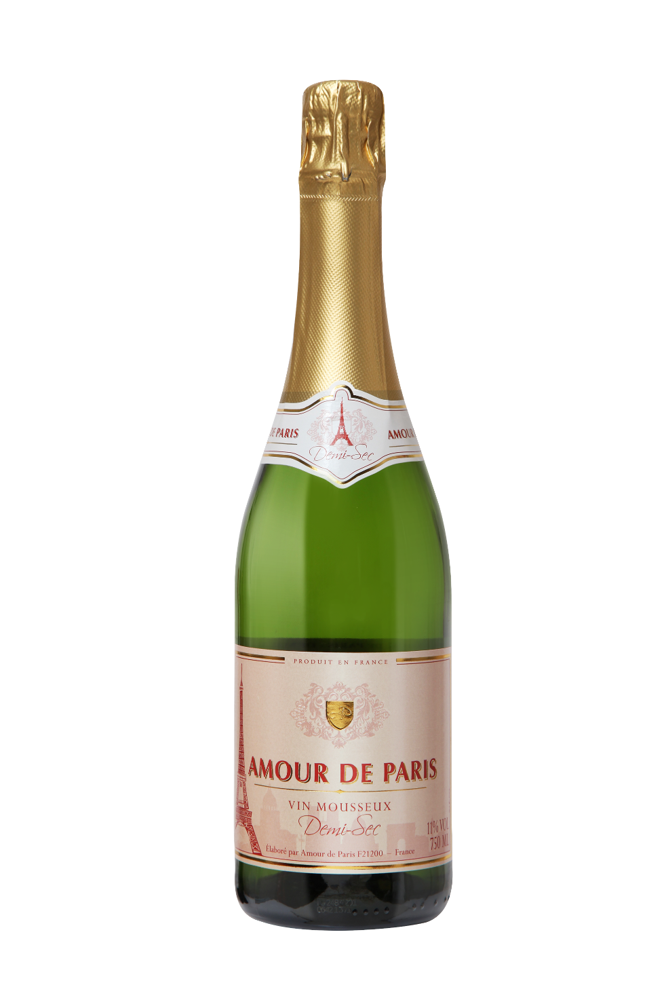 DE PARIS
AMOUR
Demi-Sec
PRODUIT EN FRANCE
AMOUR DE PARIS
VIN MOUSSEUX
Demi-Sec
11% VOL
750 ML
Élaboré par Amour de Paris F21200 – France